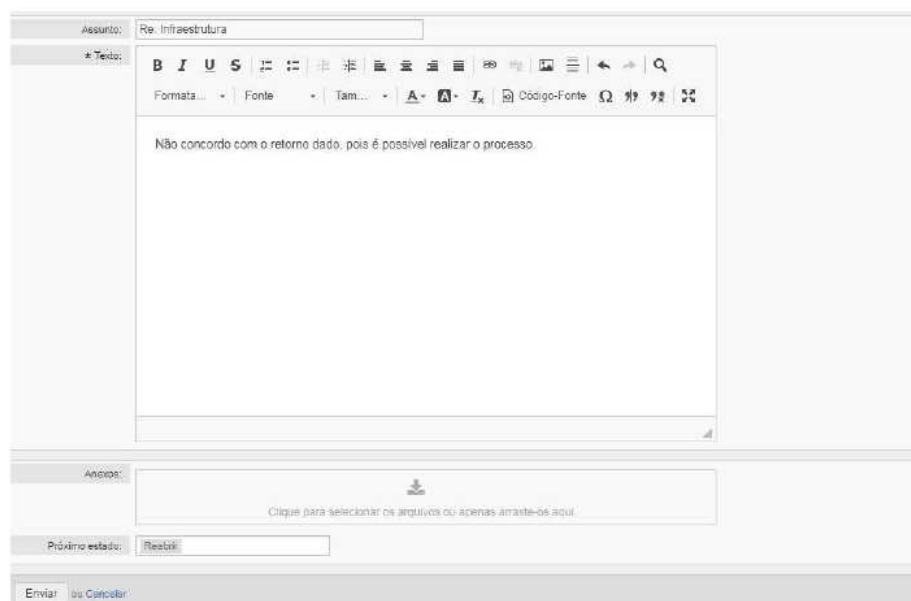 Assunto: Re: Infraestrutura
* Texto:
B I U S
Formata... Fonte Tam... A A Ix Código-Fonte Ω
Não concordo com o retorno dado, pois é possível realizar o processo.
Anexos:
Clique para selecionar os arquivos ou apenas arraste-os aqui.
Próximo estado: Reabrir
Enviar ou Cancelar